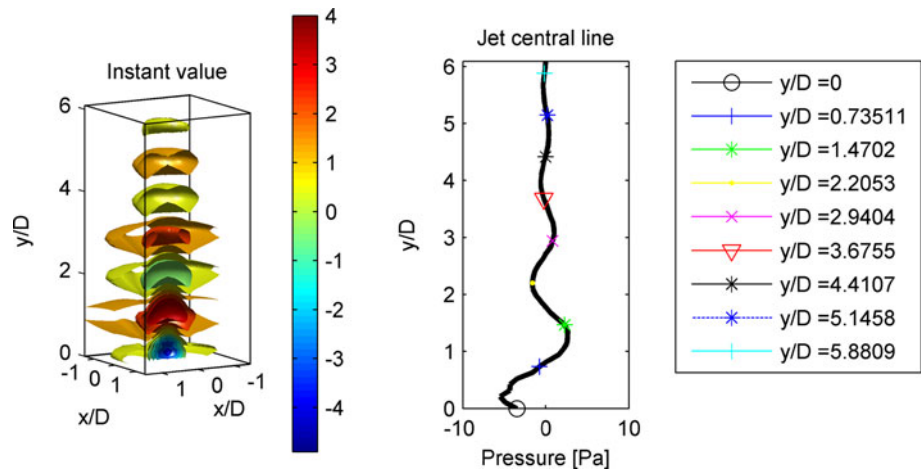 Instant value
6
4
2
0
y/D
-1
0
1
x/D
1
0
-1
x/D
4
3
2
1
0
-1
-2
-3
-4
Jet central line
6
5
4
3
2
1
0
y/D
-10
0
10
Pressure [Pa]
y/D =0
y/D =0.73511
y/D =1.4702
y/D =2.2053
y/D =2.9404
y/D =3.6755
y/D =4.4107
y/D =5.1458
y/D =5.8809